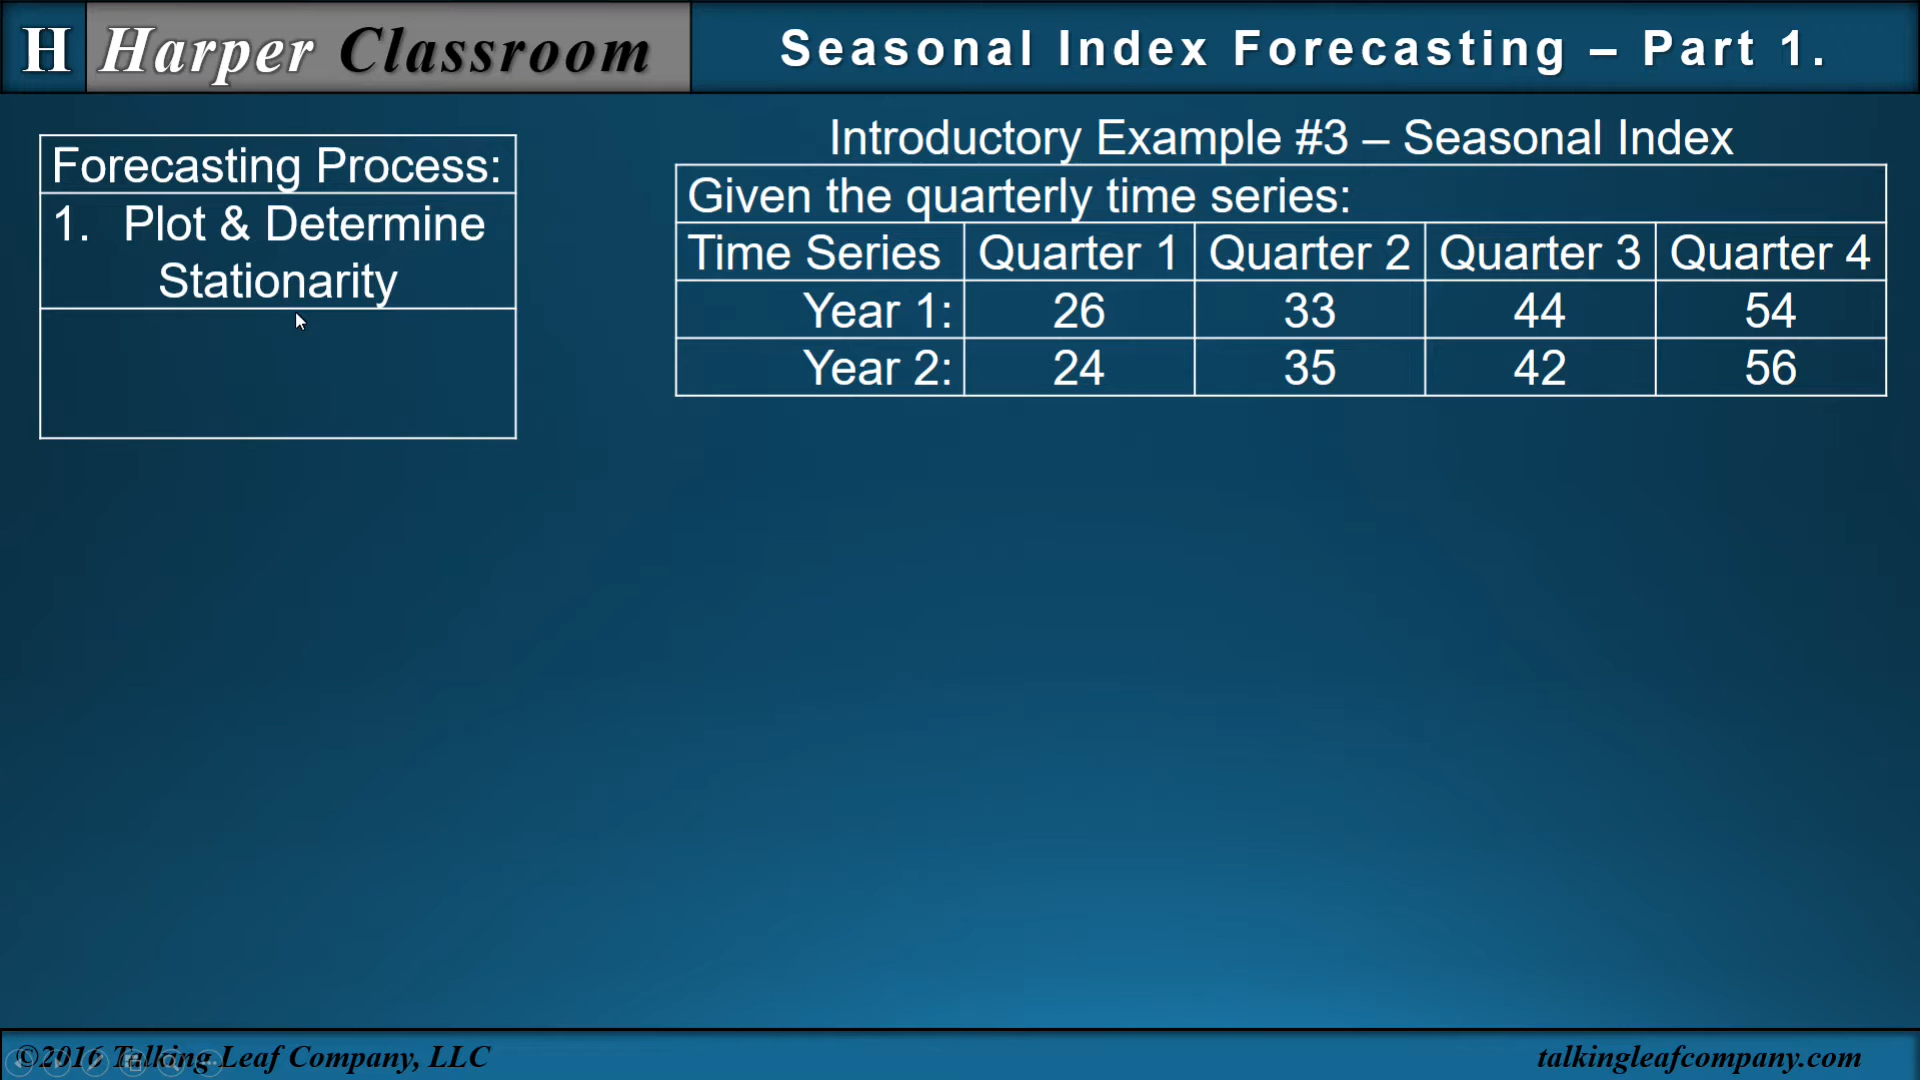 H Harper Classroom
Seasonal Index Forecasting – Part 1.
Forecasting Process:
1. Plot & Determine
Stationarity
Introductory Example #3 – Seasonal Index
Given the quarterly time series:
Time Series Quarter 1 Quarter 2 Quarter 3 Quarter 4
Year 1: 26 33 44 54
Year 2: 24 35 42 56
©2016 Talking Leaf Company, LLC
talkingleafcompany.com